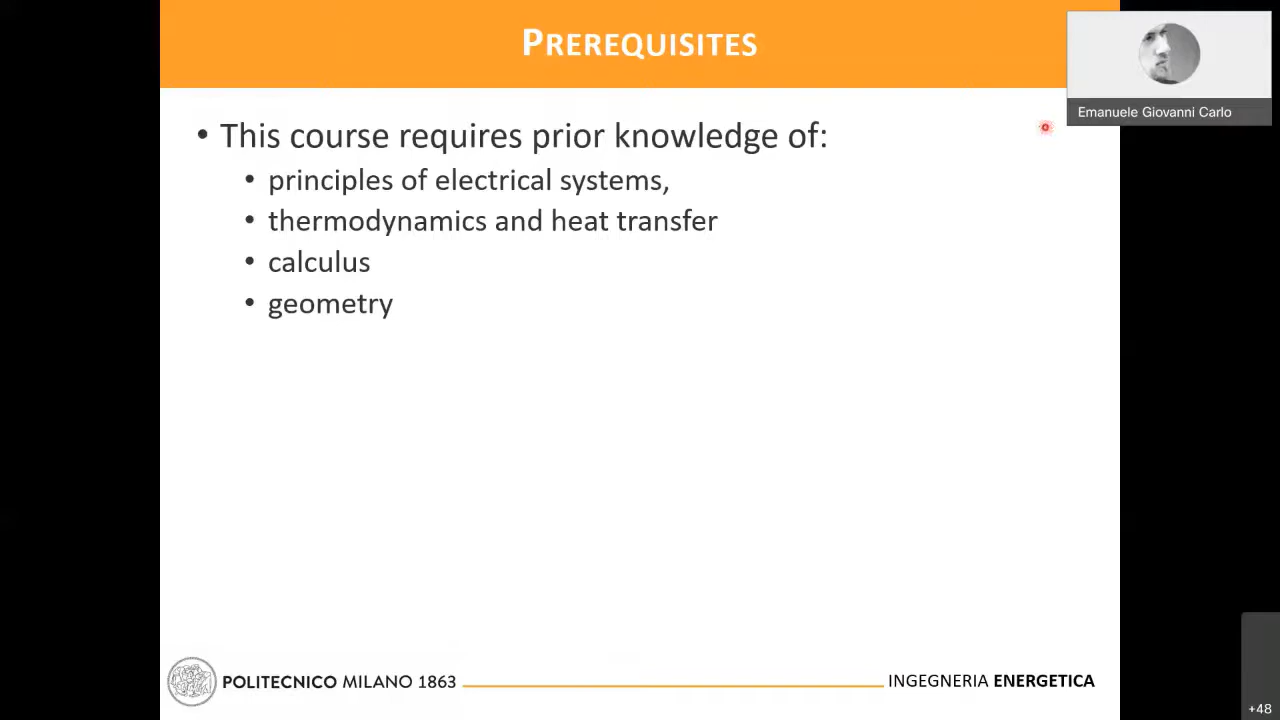 PREREQUISITES
Emanuele Giovanni Carlo
• This course requires prior knowledge of:
• principles of electrical systems,
• thermodynamics and heat transfer
• calculus
• geometry
POLITECNICO MILANO 1863
INGEGNERIA ENERGETICA
+48